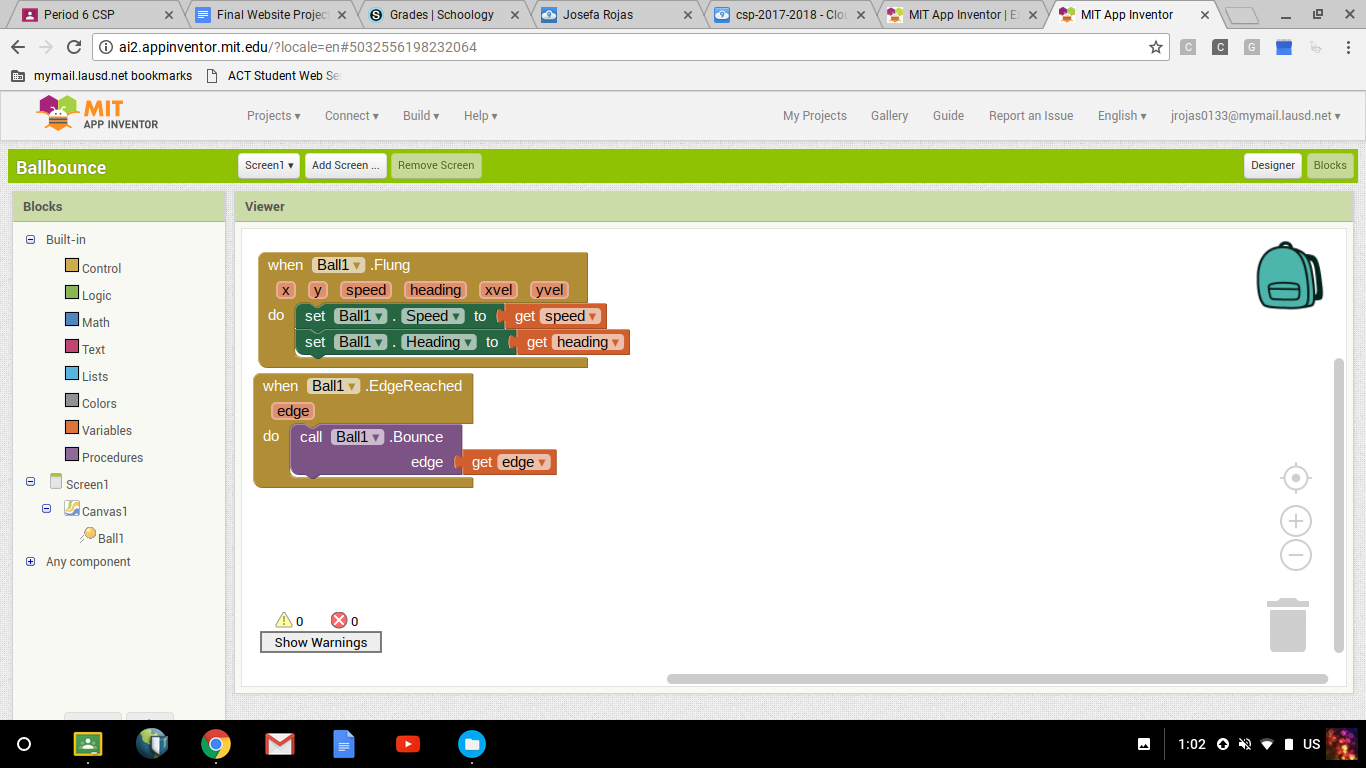 Period 6 CSP
Final Website Projec
Grades | Schoology
Josefa Rojas
csp-2017-2018 - Clou
MIT App Inventor | Ex
MIT App Inventor
ai2.appinventor.mit.edu/?locale=en#5032556198232064
C
C
G
mymail.lausd.net bookmarks
ACT Student Web Se
MIT
APP INVENTOR
Projects ▾
Connect ▾
Build ▾
Help ▾
My Projects
Gallery
Guide
Report an Issue
English ▾
jrojas0133@mymail.lausd.net ▾
Ballbounce
Screen1 ▾
Add Screen ...
Remove Screen
Designer
Blocks
Blocks
Viewer
Built-in
Control
Logic
Math
Text
Lists
Colors
Variables
Procedures
Screen1
Canvas1
Ball1
Any component
when Ball1 ▾ .Flung
x y speed heading xvel yvel
do set Ball1 ▾ . Speed ▾ to get speed ▾
set Ball1 ▾ . Heading ▾ to get heading ▾
when Ball1 ▾ .EdgeReached
edge
do call Ball1 ▾ .Bounce
edge get edge ▾
0 0
Show Warnings
1:02
US